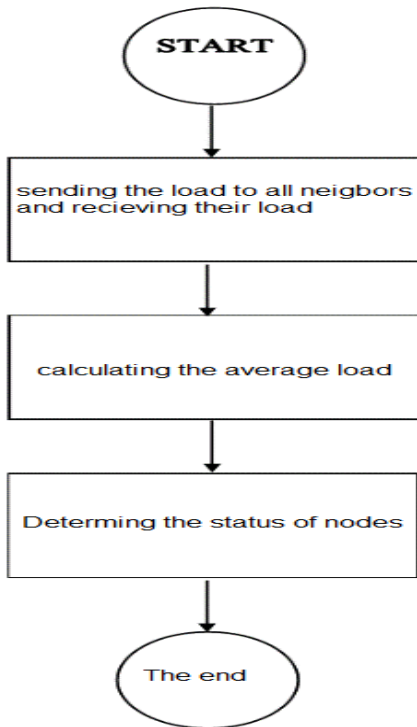 START
sending the load to all neigbors
and recieving their load
calculating the average load
Determing the status of nodes
The end